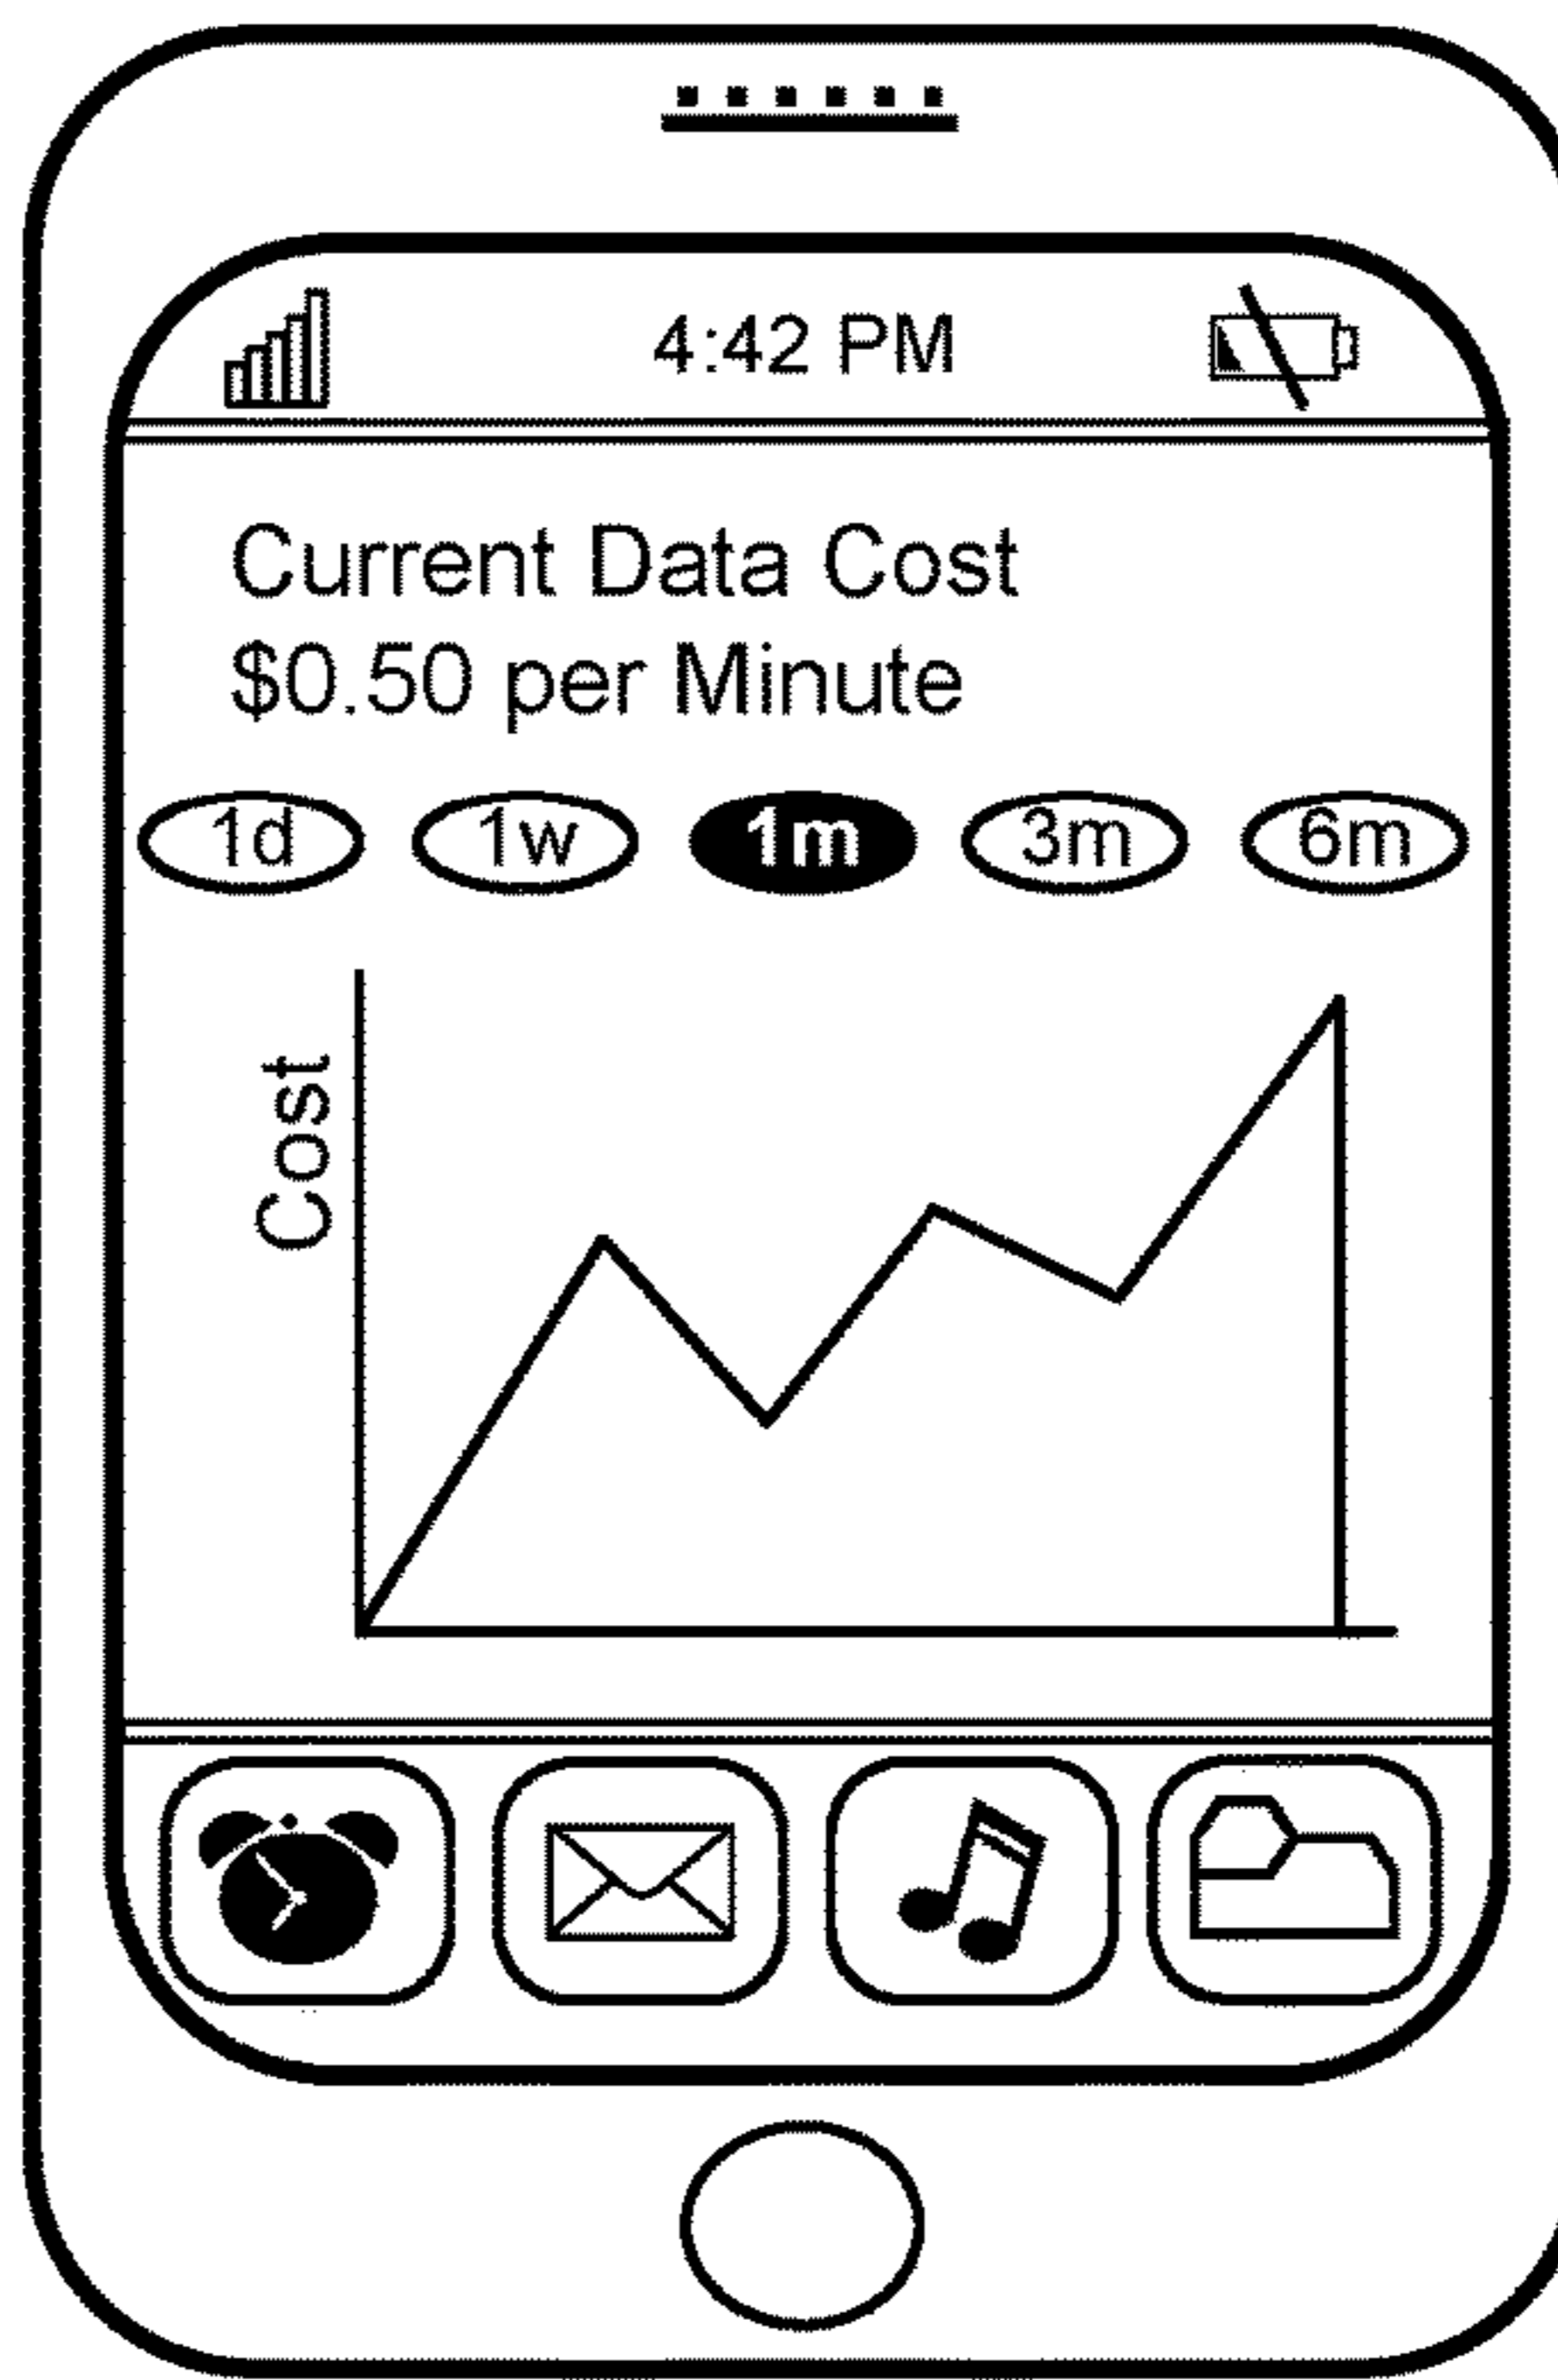 4:42 PM
Current Data Cost
$0.50 per Minute
1d 1w 1m 3m 6m
Cost